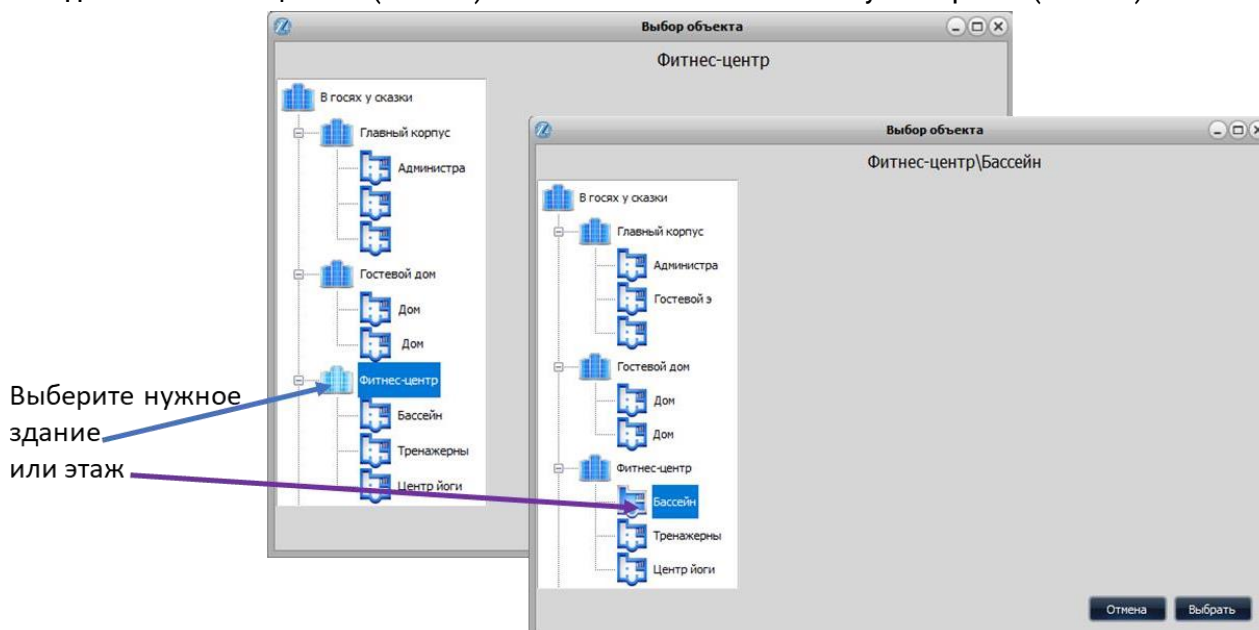 Выбор объекта
Фитнес-центр
В госях у сказки
Главный корпус
Администра
Гостевой дом
Дом
Дом
Фитнес-центр
Бассейн
Тренажерны
Центр йоги
Выберите нужное
здание
или этаж
Выбор объекта
Фитнес-центр\Бассейн
В госях у сказки
Главный корпус
Администра
Гостевой э
Гостевой дом
Дом
Дом
Фитнес-центр
Бассейн
Тренажерны
Центр йоги
Отмена
Выбрать